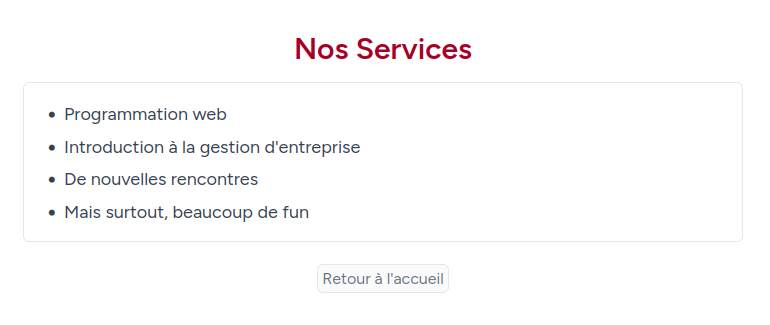 Nos Services
Programmation web
Introduction à la gestion d'entreprise
De nouvelles rencontres
Mais surtout, beaucoup de fun
Retour à l'accueil